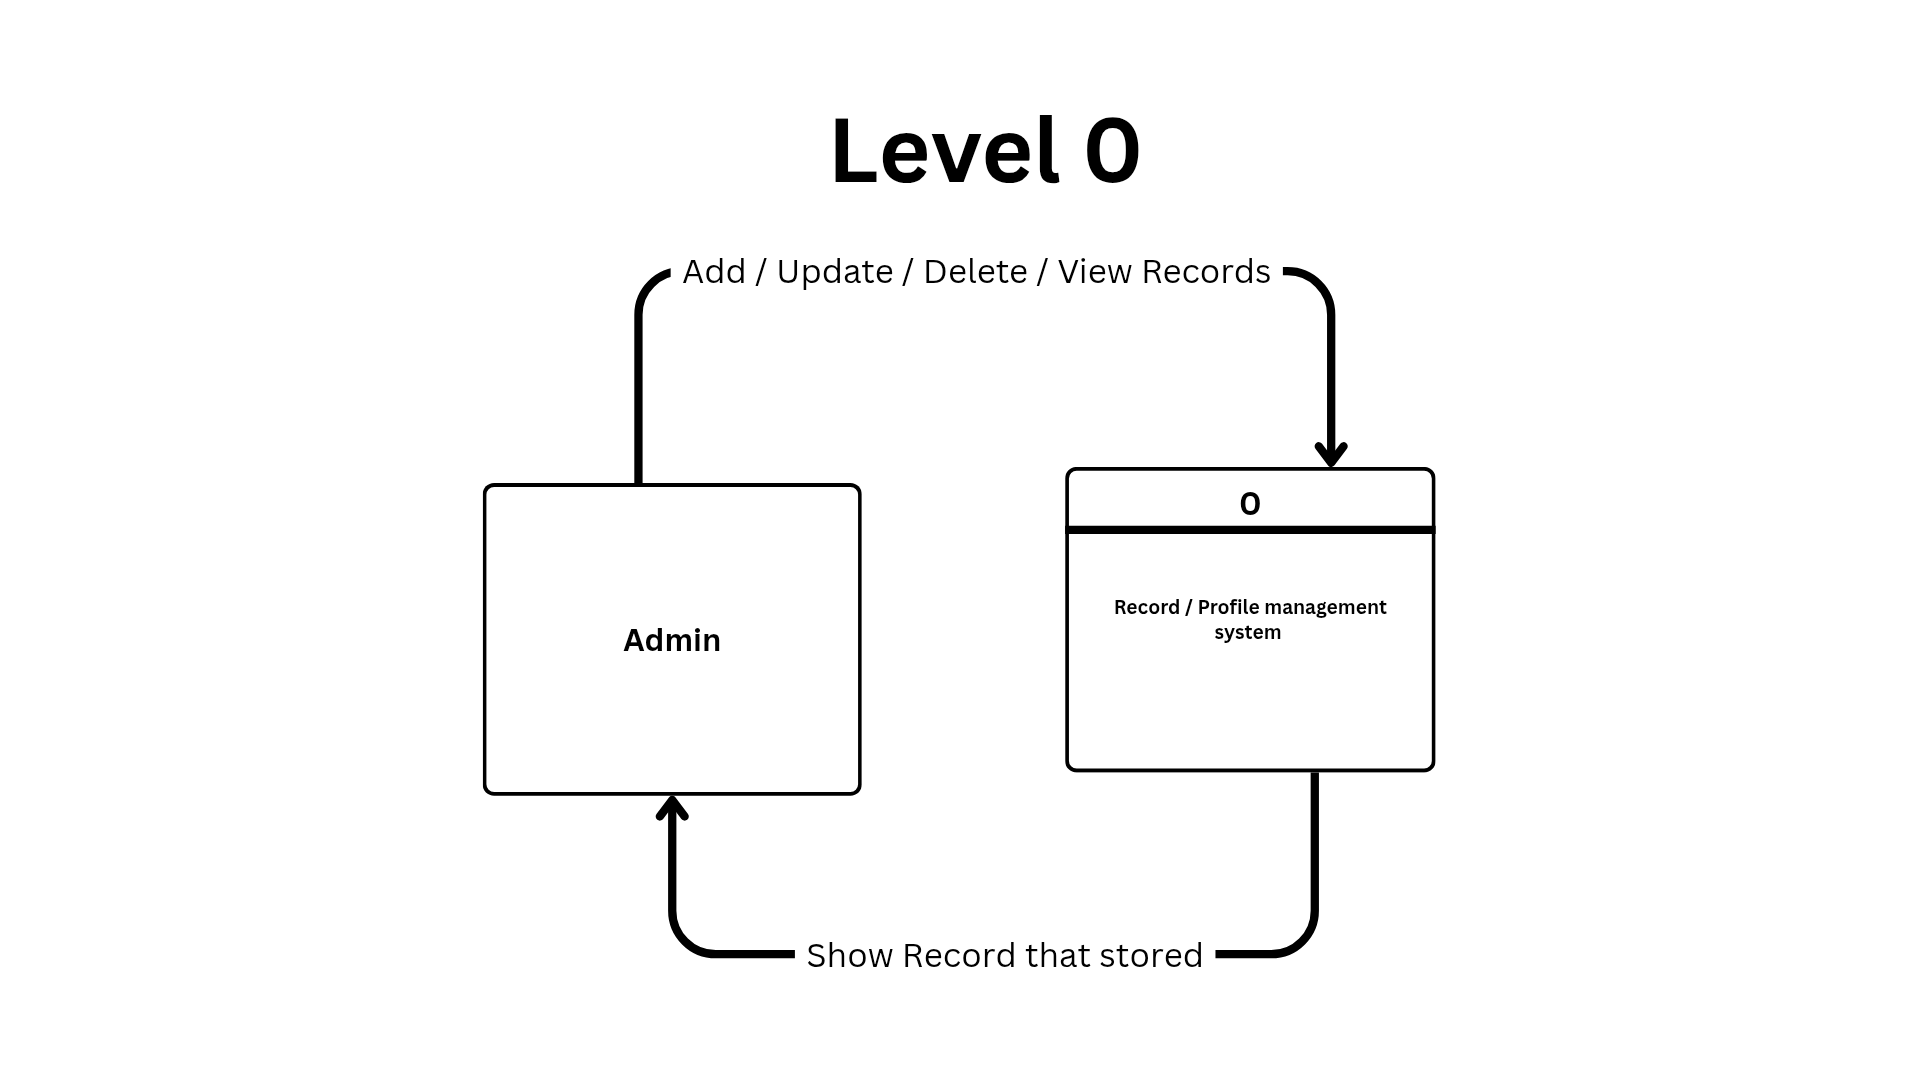 Level 0
Add / Update / Delete / View Records
0
Record / Profile management
system
Admin
Show Record that stored